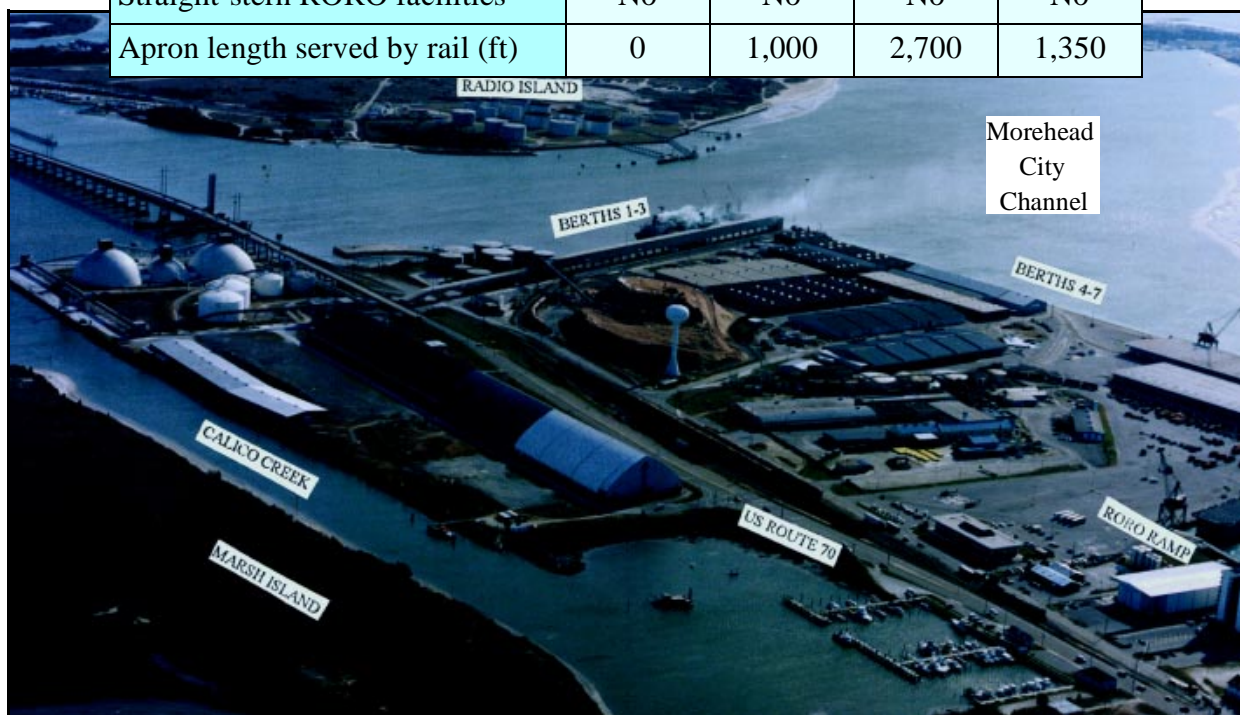 Straight-stern RORO facilities No No No No
Apron length served by rail (ft) 0 1,000 2,700 1,350
RADIO ISLAND
Morehead
City
Channel
BERTHS 1-3
BERTHS 4-7
CALICO CREEK
US ROUTE 70
RORO RAMP
MARSH ISLAND